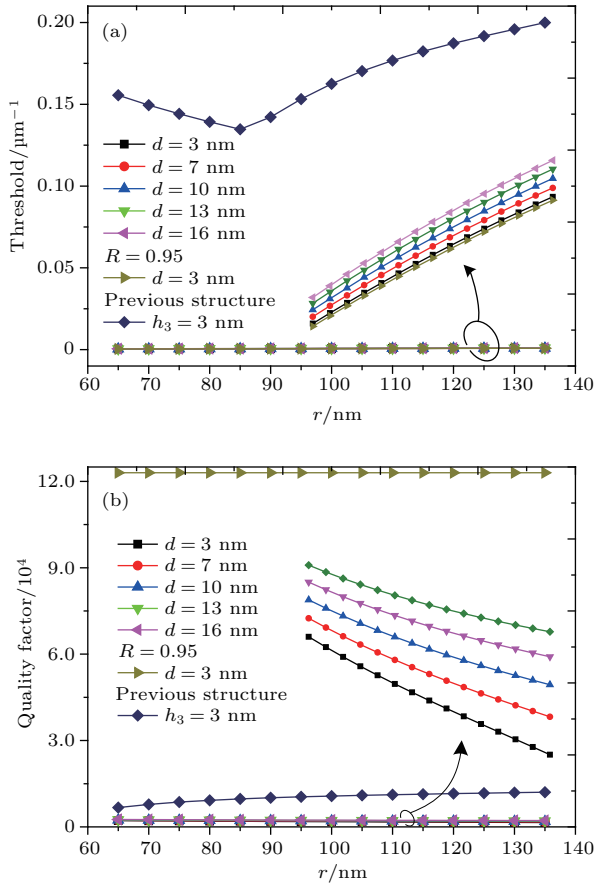 (a)
Threshold/μm⁻¹
0.20
0.15
0.10
0.05
0
d = 3 nm
d = 7 nm
d = 10 nm
d = 13 nm
d = 16 nm
R = 0.95
d = 3 nm
Previous structure
h₃ = 3 nm
60 70 80 90 100 110 120 130 140
r/nm
(b)
Quality factor/10⁴
12.0
9.0
6.0
3.0
0
d = 3 nm
d = 7 nm
d = 10 nm
d = 13 nm
d = 16 nm
R = 0.95
d = 3 nm
Previous structure
h₃ = 3 nm
60 70 80 90 100 110 120 130 140
r/nm